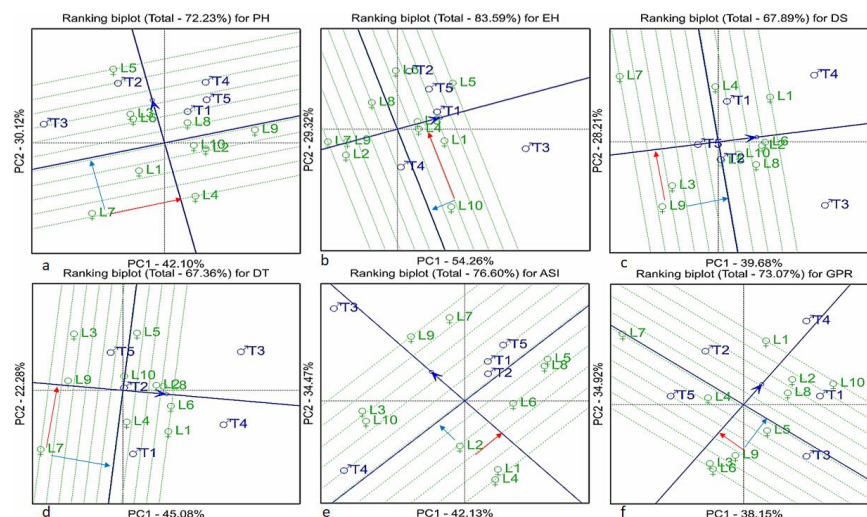 Ranking biplot (Total - 72.23%) for PH
PC2 - 30.12%
♀L5
♂T2
♂T4
♂T5
♂T3
♂T1
♀L3
♀L6
♀L8
♀L9
♀L10
♀L2
♀L1
♀L4
♀L7
a
PC1 - 42.10%
Ranking biplot (Total - 83.59%) for EH
PC2 - 29.32%
♂T2
♀L5
♂T5
♀L8
♂T1
♀L4
♀L7
♀L9
♀L1
♀L2
♂T3
♂T4
♀L10
b
PC1 - 54.26%
Ranking biplot (Total - 67.89%) for DS
PC2 - 28.21%
♀L7
♂T4
♀L4
♂T1
♀L1
♂T5
♀L6
♀L2
♀L10
♂T2
♀L8
♀L3
♀L9
♂T3
c
PC1 - 39.68%
Ranking biplot (Total - 67.36%) for DT
PC2 - 22.28%
♀L3
♀L5
♂T5
♂T3
♀L9
♀L10
♂T2
♀L2
♀L8
♀L6
♀L4
♂T4
♀L1
♀L7
♂T1
d
PC1 - 45.08%
Ranking biplot (Total - 76.60%) for ASI
PC2 - 34.47%
♂T3
♀L7
♀L9
♂T5
♂T1
♀L5
♀L8
♂T2
♀L6
♀L3
♀L10
♀L2
♂T4
♀L1
♀L4
e
PC1 - 42.13%
Ranking biplot (Total - 73.07%) for GPR
PC2 - 34.92%
♂T4
♀L7
♀L1
♂T2
♀L2
♀L10
♀L8
♂T1
♂T5
♀L4
♀L5
♀L9
♂T3
♀L3
♀L6
f
PC1 - 38.15%